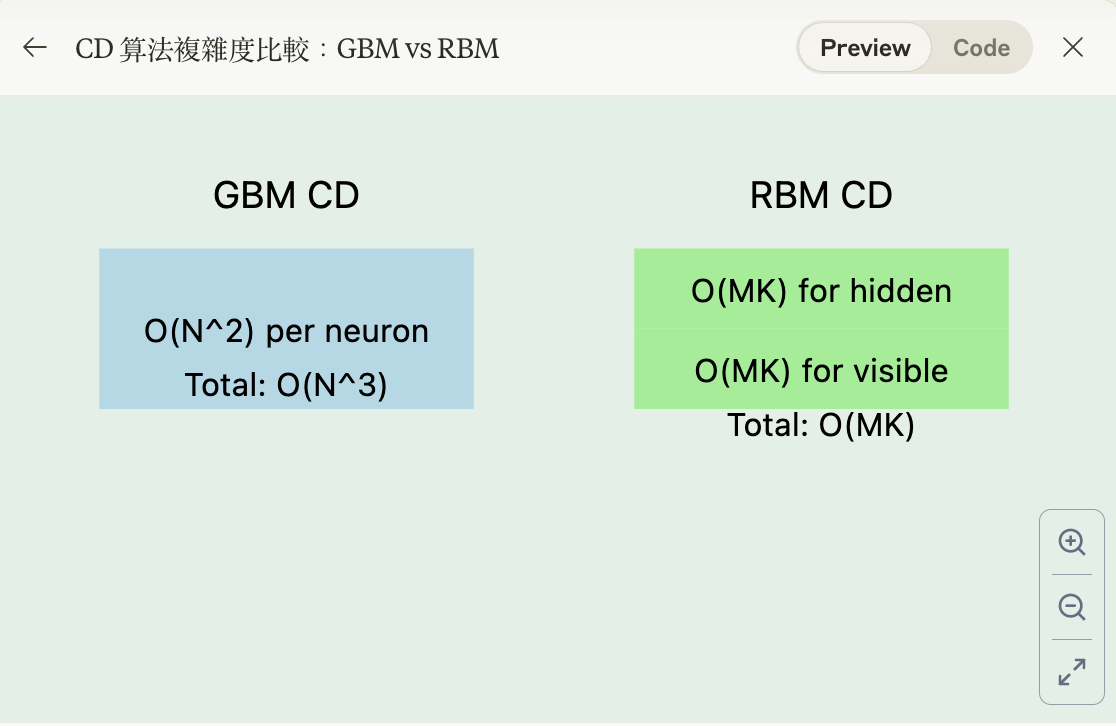 CD 算法複雜度比較：GBM vs RBM
Preview
Code
GBM CD
O(N^2) per neuron
Total: O(N^3)
RBM CD
O(MK) for hidden
O(MK) for visible
Total: O(MK)